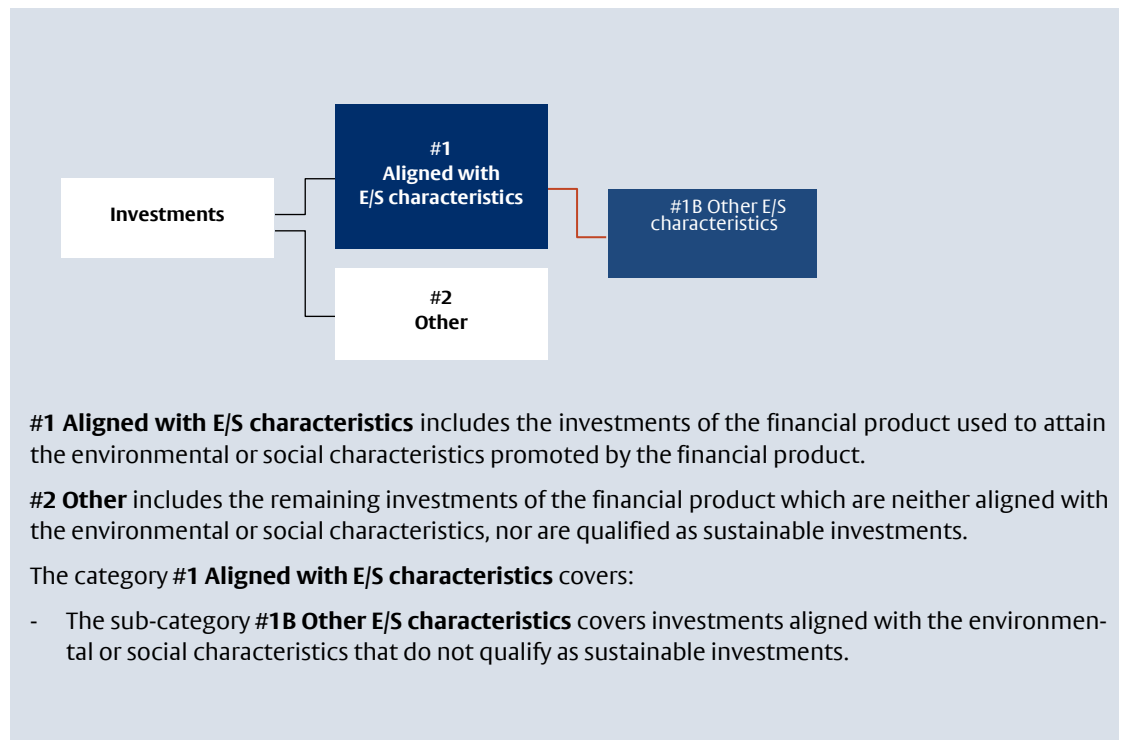 #1
Aligned with
E/S characteristics
Investments
#1B Other E/S
characteristics
#2
Other
#1 Aligned with E/S characteristics includes the investments of the financial product used to attain
the environmental or social characteristics promoted by the financial product.
#2 Other includes the remaining investments of the financial product which are neither aligned with
the environmental or social characteristics, nor are qualified as sustainable investments.
The category #1 Aligned with E/S characteristics covers:
- The sub-category #1B Other E/S characteristics covers investments aligned with the environmen-
tal or social characteristics that do not qualify as sustainable investments.